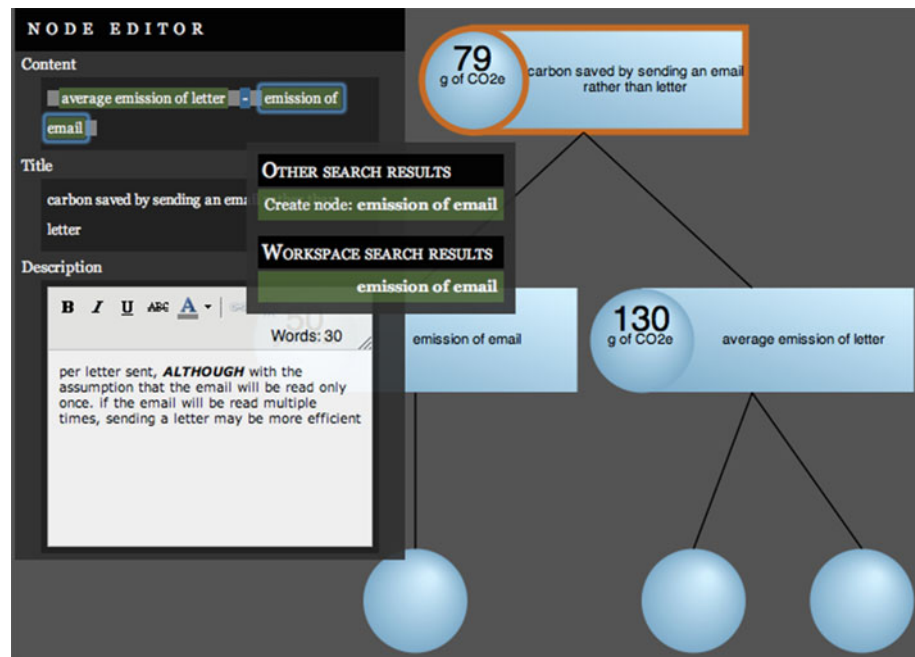 NODE EDITOR
Content
average emission of letter - emission of
email
Title
carbon saved by sending an ema
letter
Description
B I U ABC A
Words: 30
per letter sent, ALTHOUGH with the
assumption that the email will be read only
once. if the email will be read multiple
times, sending a letter may be more efficient
OTHER SEARCH RESULTS
Create node: emission of email
WORKSPACE SEARCH RESULTS
emission of email
79
g of CO2e
carbon saved by sending an email
rather than letter
50
emission of email
130
g of CO2e
average emission of letter